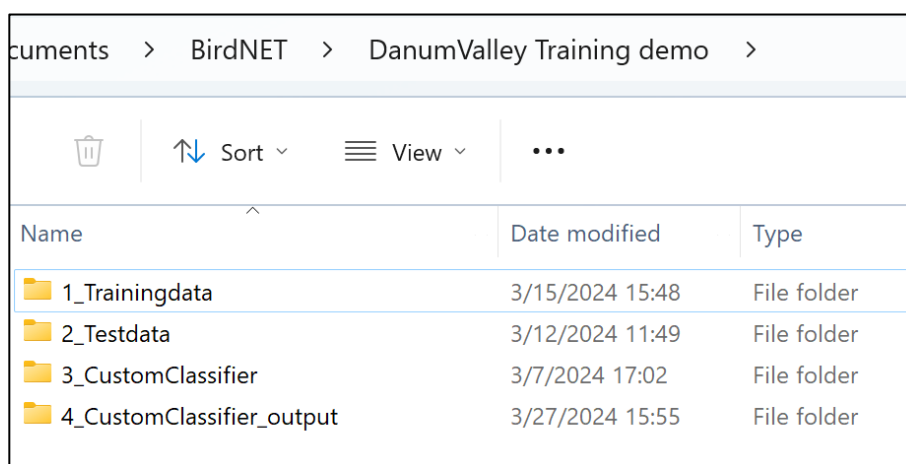 cuments > BirdNET > DanumValley Training demo >
Sort View •••
Name Date modified Type
1_Trainingdata 3/15/2024 15:48 File folder
2_Testdata 3/12/2024 11:49 File folder
3_CustomClassifier 3/7/2024 17:02 File folder
4_CustomClassifier_output 3/27/2024 15:55 File folder